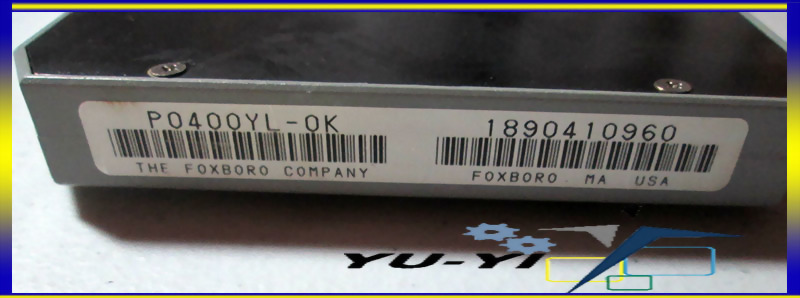 P0400YL-0K
THE FOXBORO COMPANY
1890410960
FOXBORO MA USA
YU-YI